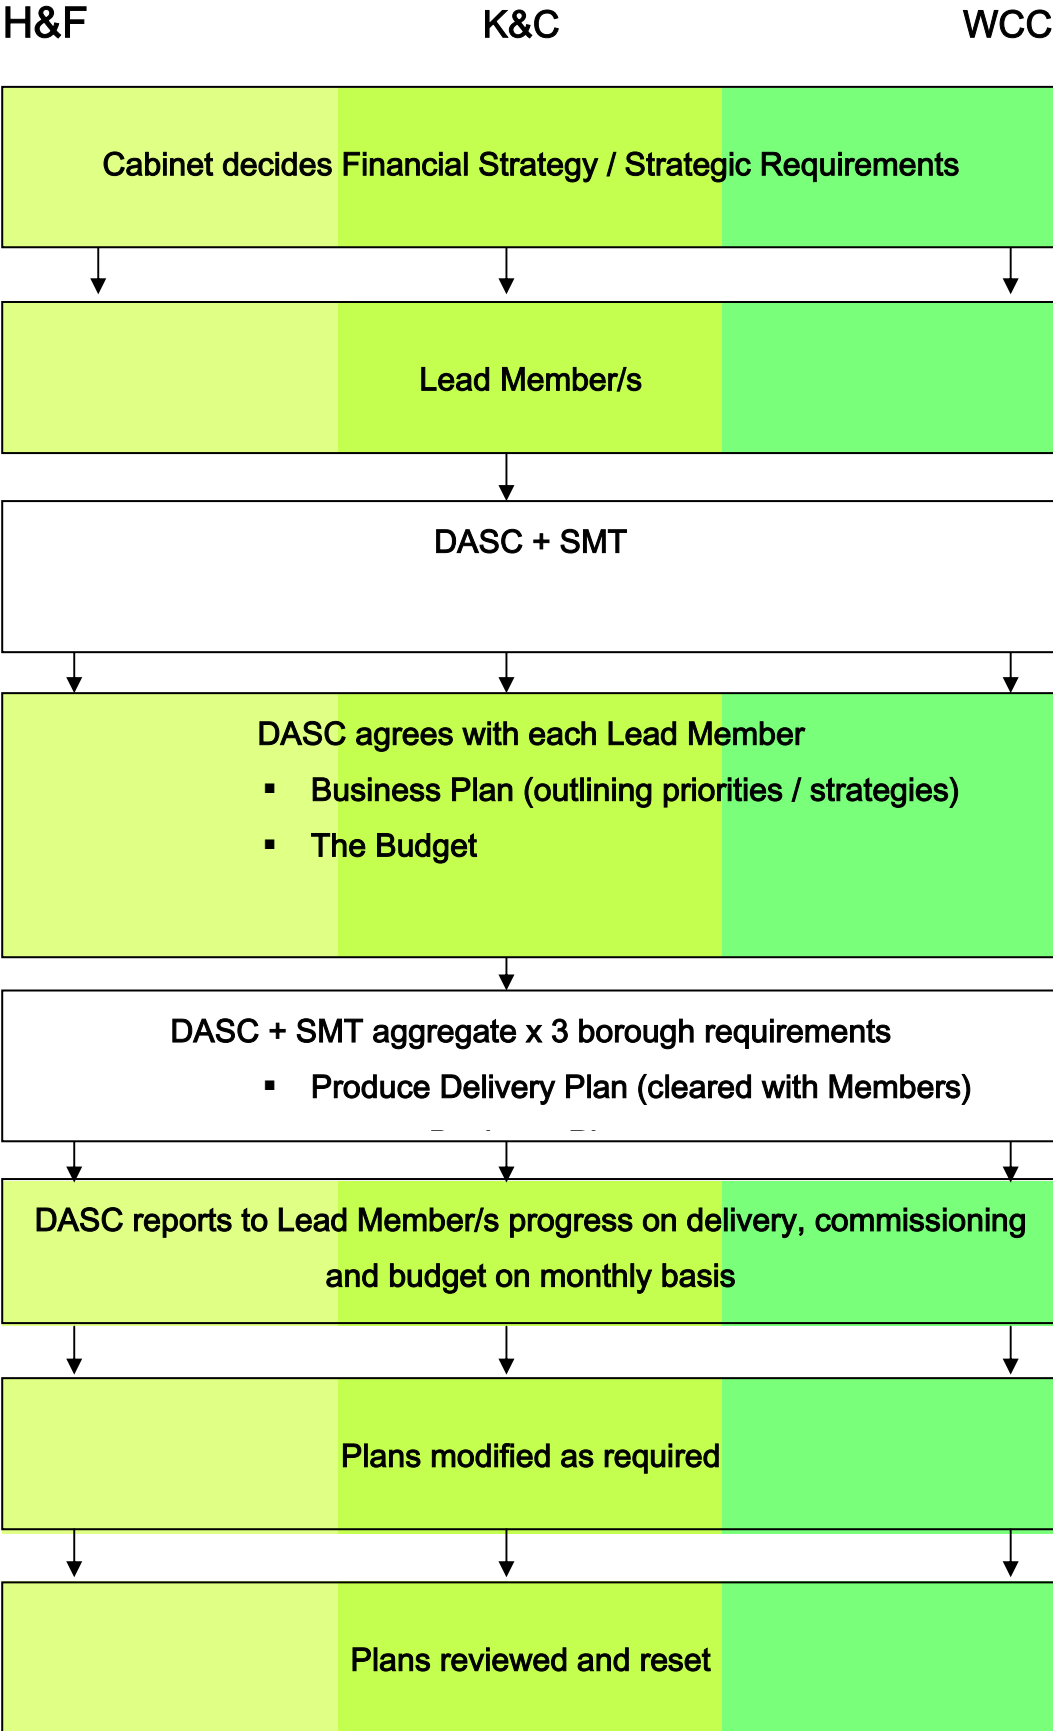 H&F K&C WCC
Cabinet decides Financial Strategy / Strategic Requirements
Lead Member/s
DASC + SMT
DASC agrees with each Lead Member
▪ Business Plan (outlining priorities / strategies)
▪ The Budget
DASC + SMT aggregate x 3 borough requirements
▪ Produce Delivery Plan (cleared with Members)
DASC reports to Lead Member/s progress on delivery, commissioning
and budget on monthly basis
Plans modified as required
Plans reviewed and reset